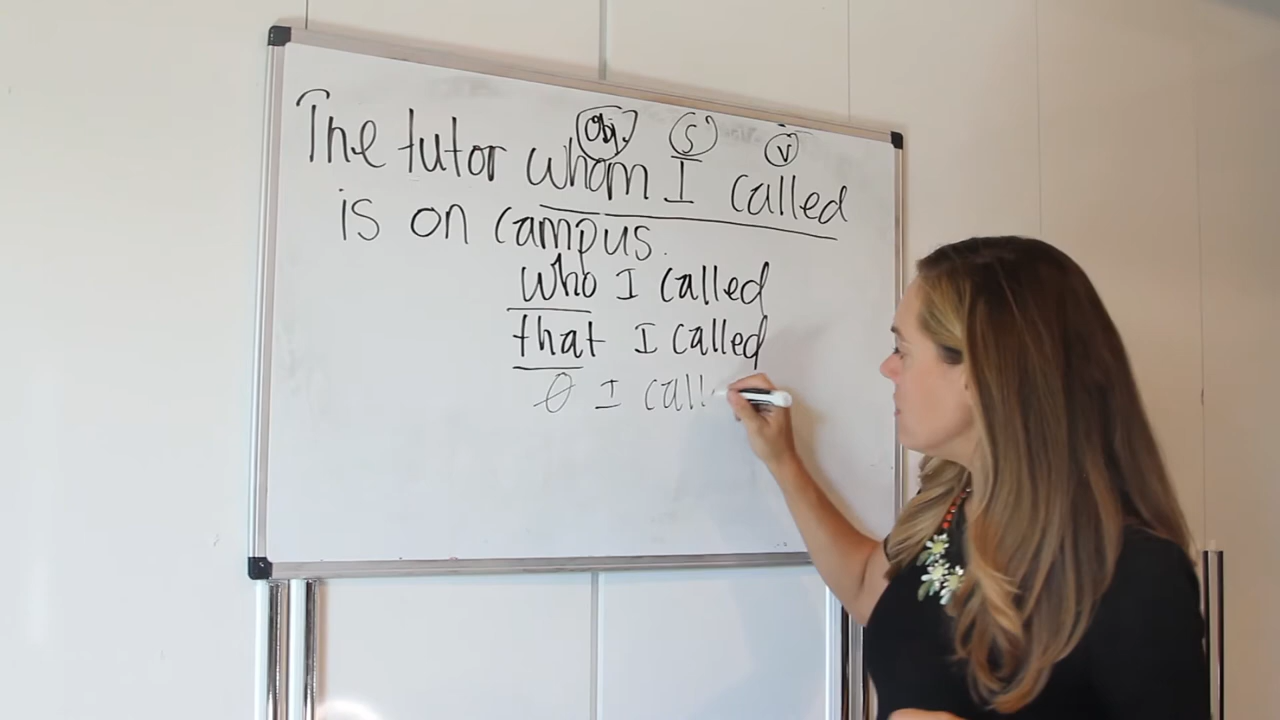 Obj. S V
The tutor whom I called
is on campus.
who I called
that I called
Ø I call